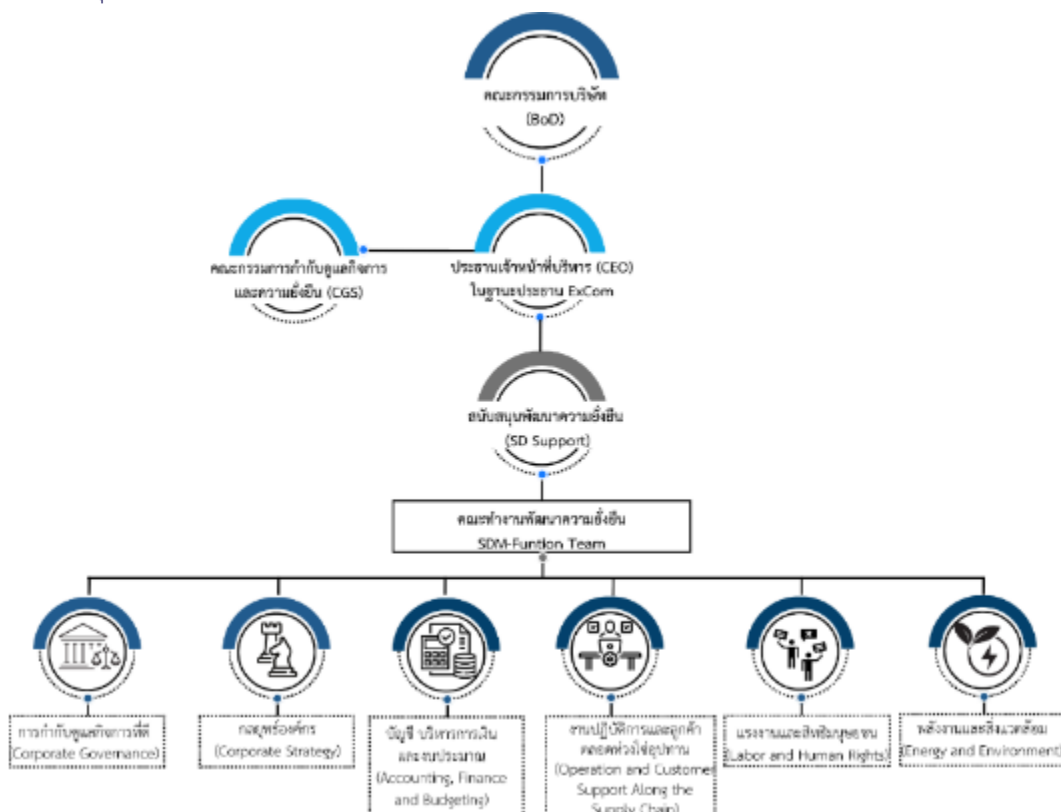 คณะกรรมการบริษัท
(BoD)
คณะกรรมการกำกับดูแลกิจการ
และความยั่งยืน (CGS)
ประธานเจ้าหน้าที่บริหาร (CEO)
ในฐานะประธาน ExCom
สนับสนุนพัฒนาความยั่งยืน
(SD Support)
คณะทำงานพัฒนาความยั่งยืน
SDM-Funtion Team
การกำกับดูแลกิจการที่ดี
(Corporate Governance)
กลยุทธ์องค์กร
(Corporate Strategy)
บัญชี บริหารการเงิน
และงบประมาณ
(Accounting, Finance
and Budgeting)
งานปฏิบัติการและลูกค้า
ตลอดห่วงโซ่อุปทาน
(Operation and Customer
Support Along the
Supply Chain)
แรงงานและสิทธิมนุษยชน
(Labor and Human Rights)
พลังงานและสิ่งแวดล้อม
(Energy and Environment)